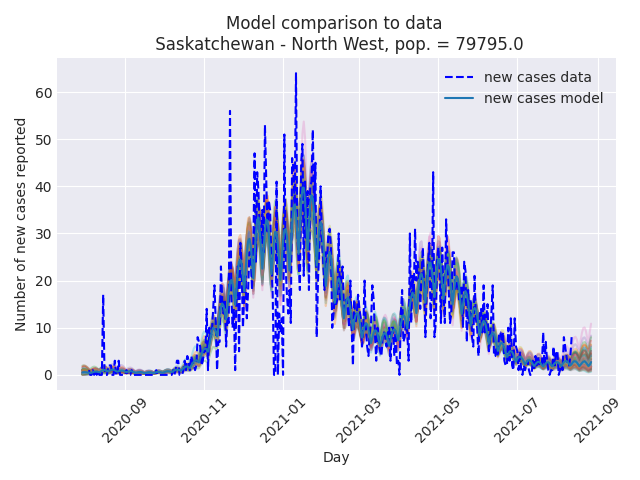 Model comparison to data
Saskatchewan - North West, pop. = 79795.0
new cases data
new cases model
Number of new cases reported
60
50
40
30
20
10
0
2020-09
2020-11
2021-01
2021-03
2021-05
2021-07
2021-09
Day